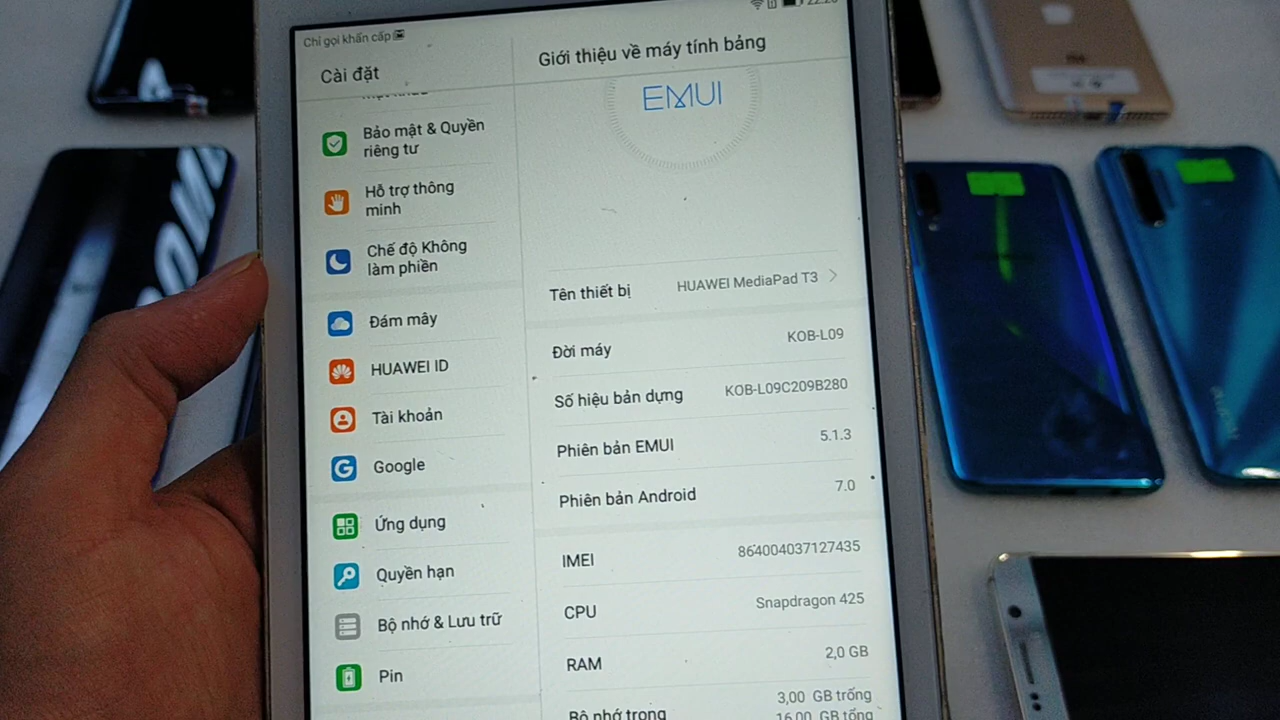 Chỉ gọi khẩn cấp
Cài đặt
Bảo mật & Quyền
riêng tư
Hỗ trợ thông
minh
Chế độ Không
làm phiền
Đám mây
HUAWEI ID
Tài khoản
Google
Ứng dụng
Quyền hạn
Bộ nhớ & Lưu trữ
Pin
Giới thiệu về máy tính bảng
EMUI
Tên thiết bị HUAWEI MediaPad T3
Đời máy KOB-L09
Số hiệu bản dựng KOB-L09C209B280
Phiên bản EMUI 5.1.3
Phiên bản Android 7.0
IMEI 864004037127435
CPU Snapdragon 425
RAM 2,0 GB
Bộ nhớ trong 3,00 GB trống
16,00 GB tổng